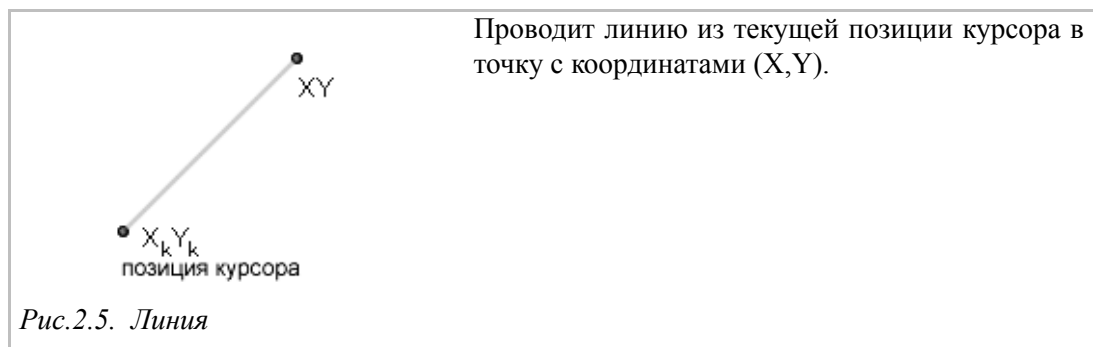 Проводит линию из текущей позиции курсора в
точку с координатами (X,Y).
XY
XₖYₖ
позиция курсора
Рис.2.5. Линия